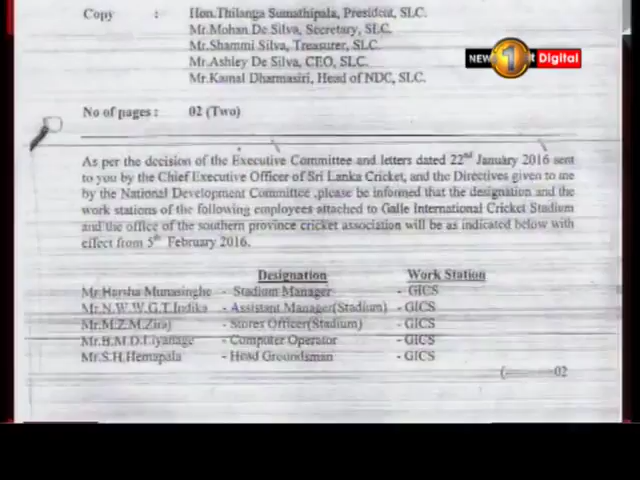 Copy : Hon.Thilanga Sumathipala, President, SLC.
Mr.Mohan De Silva, Secretary, SLC.
Mr.Shammi Silva, Treasurer, SLC.
Mr.Ashley De Silva, CEO, SLC.
Mr.Kamal Dharmasiri, Head of NDC, SLC.
NEW 1 t Digital
No of pages : 02 (Two)
As per the decision of the Executive Committee and letters dated 22nd January 2016 sent
to you by the Chief Executive Officer of Sri Lanka Cricket, and the Directives given to me
by the National Development Committee ,please be informed that the designation and the
work stations of the following employees attached to Galle International Cricket Stadium
and the office of the southern province cricket association will be as indicated below with
effect from 5th February 2016.
Designation Work Station
Mr.Harsha Munasinghe - Stadium Manager - GICS
Mr.N.W.W.G.T.Indika - Assistant Manager(Stadium) - GICS
Mr.M.Z.M.Ziraj - Stores Officer(Stadium) - GICS
Mr.B.M.D.Liyanage - Computer Operator - GICS
Mr.S.H.Hemapala - Head Groundsman - GICS
02